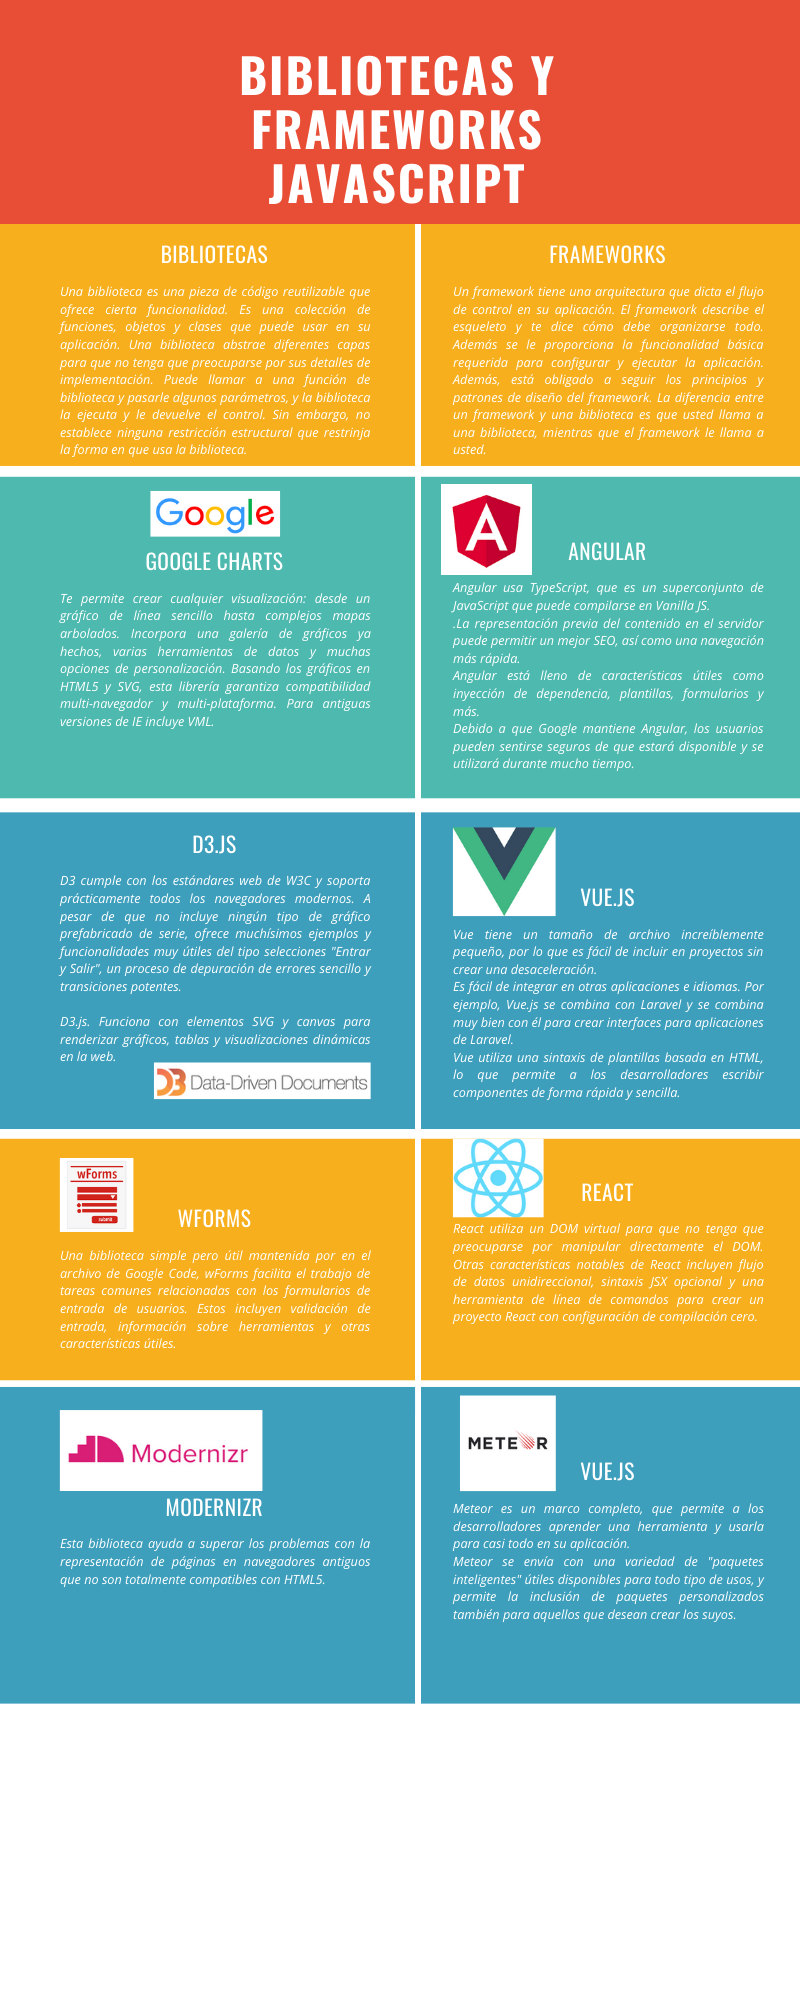 BIBLIOTECAS Y
FRAMEWORKS
JAVASCRIPT
BIBLIOTECAS
Una biblioteca es una pieza de código reutilizable que
ofrece cierta funcionalidad. Es una colección de
funciones, objetos y clases que puede usar en su
aplicación. Una biblioteca abstrae diferentes capas
para que no tenga que preocuparse por sus detalles de
implementación. Puede llamar a una función de
biblioteca y pasarle algunos parámetros, y la biblioteca
la ejecuta y le devuelve el control. Sin embargo, no
establece ninguna restricción estructural que restrinja
la forma en que usa la biblioteca.
FRAMEWORKS
Un framework tiene una arquitectura que dicta el flujo
de control en su aplicación. El framework describe el
esqueleto y te dice cómo debe organizarse todo.
Además se le proporciona la funcionalidad básica
requerida para configurar y ejecutar la aplicación.
Además, está obligado a seguir los principios y
patrones de diseño del framework. La diferencia entre
un framework y una biblioteca es que usted llama a
una biblioteca, mientras que el framework le llama a
usted.
Google
GOOGLE CHARTS
Te permite crear cualquier visualización: desde un
gráfico de línea sencillo hasta complejos mapas
arbolados. Incorpora una galería de gráficos ya
hechos, varias herramientas de datos y muchas
opciones de personalización. Basando los gráficos en
HTML5 y SVG, esta librería garantiza compatibilidad
multi-navegador y multi-plataforma. Para antiguas
versiones de IE incluye VML.
A
ANGULAR
Angular usa TypeScript, que es un superconjunto de
JavaScript que puede compilarse en Vanilla JS.
.La representación previa del contenido en el servidor
puede permitir un mejor SEO, así como una navegación
más rápida.
Angular está lleno de características útiles como
inyección de dependencia, plantillas, formularios y
más.
Debido a que Google mantiene Angular, los usuarios
pueden sentirse seguros de que estará disponible y se
utilizará durante mucho tiempo.
D3.JS
D3 cumple con los estándares web de W3C y soporta
prácticamente todos los navegadores modernos. A
pesar de que no incluye ningún tipo de gráfico
prefabricado de serie, ofrece muchísimos ejemplos y
funcionalidades muy útiles del tipo selecciones "Entrar
y Salir", un proceso de depuración de errores sencillo y
transiciones potentes.
D3.js. Funciona con elementos SVG y canvas para
renderizar gráficos, tablas y visualizaciones dinámicas
en la web.
D3 Data-Driven Documents
VUE.JS
Vue tiene un tamaño de archivo increíblemente
pequeño, por lo que es fácil de incluir en proyectos sin
crear una desaceleración.
Es fácil de integrar en otras aplicaciones e idiomas. Por
ejemplo, Vue.js se combina con Laravel y se combina
muy bien con él para crear interfaces para aplicaciones
de Laravel.
Vue utiliza una sintaxis de plantillas basada en HTML,
lo que permite a los desarrolladores escribir
componentes de forma rápida y sencilla.
wForms
submit
WFORMS
Una biblioteca simple pero útil mantenida por en el
archivo de Google Code, wForms facilita el trabajo de
tareas comunes relacionadas con los formularios de
entrada de usuarios. Estos incluyen validación de
entrada, información sobre herramientas y otras
características útiles.
REACT
React utiliza un DOM virtual para que no tenga que
preocuparse por manipular directamente el DOM.
Otras características notables de React incluyen flujo
de datos unidireccional, sintaxis JSX opcional y una
herramienta de línea de comandos para crear un
proyecto React con configuración de compilación cero.
Modernizr
MODERNIZR
Esta biblioteca ayuda a superar los problemas con la
representación de páginas en navegadores antiguos
que no son totalmente compatibles con HTML5.
METEOR
VUE.JS
Meteor es un marco completo, que permite a los
desarrolladores aprender una herramienta y usarla
para casi todo en su aplicación.
Meteor se envía con una variedad de "paquetes
inteligentes" útiles disponibles para todo tipo de usos, y
permite la inclusión de paquetes personalizados
también para aquellos que desean crear los suyos.